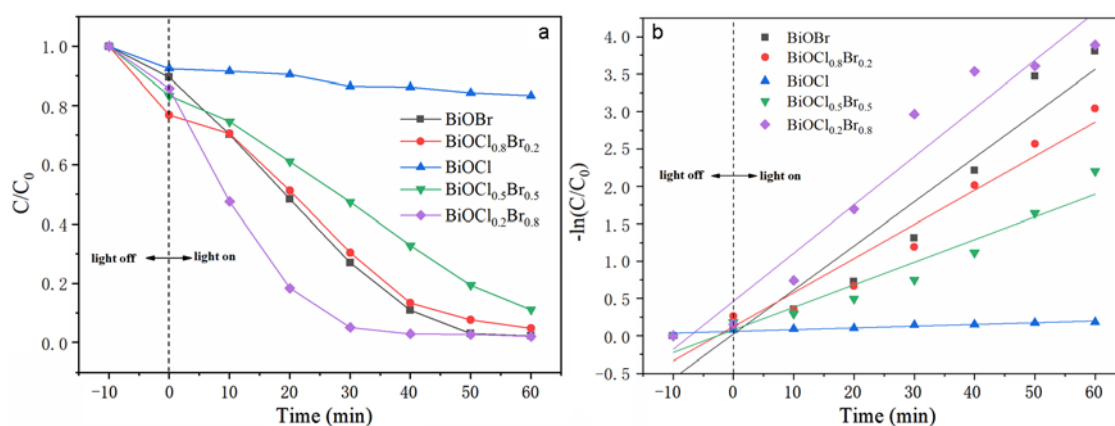 a
C/C₀
1.0
0.8
0.6
0.4
0.2
0.0
BiOBr
BiOCl₀.₈Br₀.₂
BiOCl
BiOCl₀.₅Br₀.₅
BiOCl₀.₂Br₀.₈
light off
light on
-10 0 10 20 30 40 50 60
Time (min)
b
-ln(C/C₀)
4.0
3.5
3.0
2.5
2.0
1.5
1.0
0.5
0.0
-0.5
BiOBr
BiOCl₀.₈Br₀.₂
BiOCl
BiOCl₀.₅Br₀.₅
BiOCl₀.₂Br₀.₈
light off
light on
-10 0 10 20 30 40 50 60
Time (min)